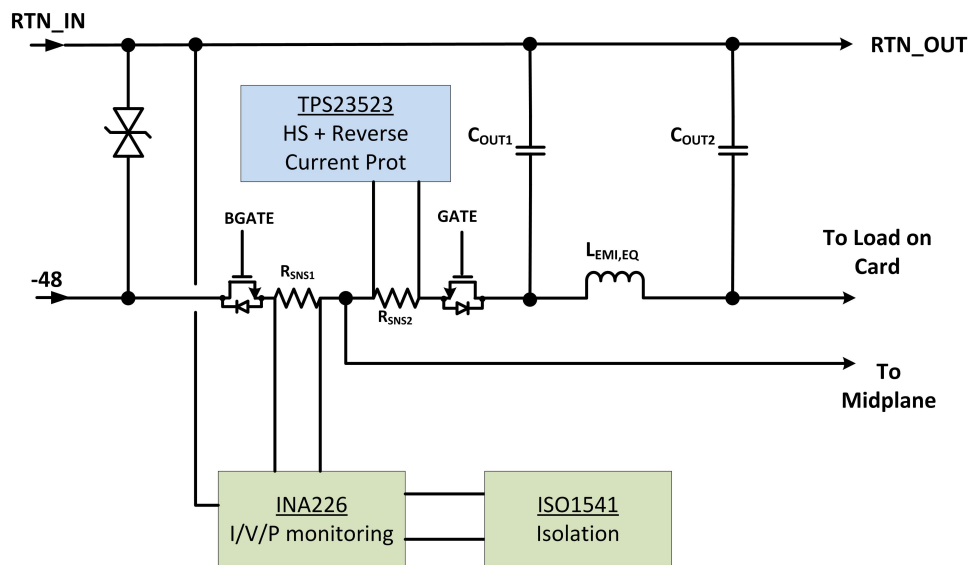 RTN_IN
RTN_OUT
TPS23523
HS + Reverse
Current Prot
COUT1
COUT2
BGATE
GATE
LEMI,EQ
To Load on
Card
-48
RSNS1
RSNS2
To
Midplane
INA226
I/V/P monitoring
ISO1541
Isolation